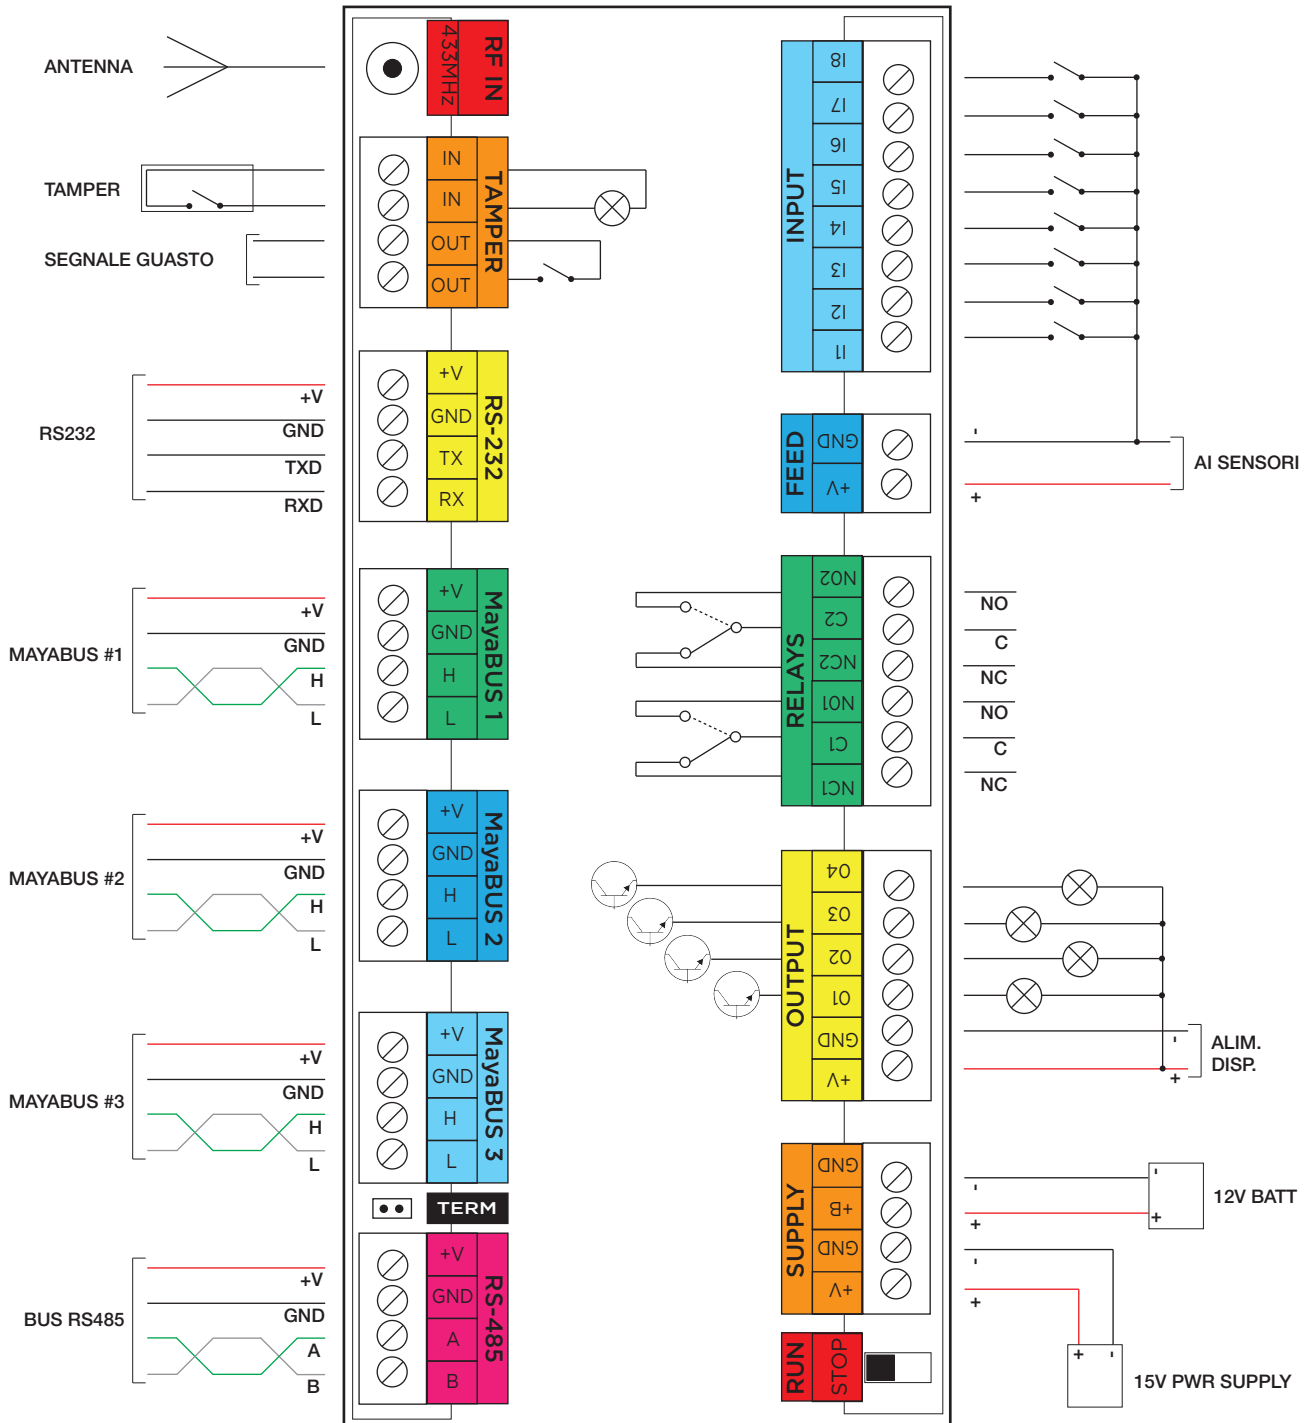 ANTENNA
RF IN
433MHz
TAMPER
SEGNALE GUASTO
IN
IN
OUT
OUT
TAMPER
RS232
+V
GND
TXD
RXD
+V
GND
TX
RX
RS-232
MAYABUS #1
+V
GND
H
L
+V
GND
H
L
MayaBUS 1
MAYABUS #2
+V
GND
H
L
+V
GND
H
L
MayaBUS 2
MAYABUS #3
+V
GND
H
L
+V
GND
H
L
MayaBUS 3
TERM
BUS RS485
+V
GND
A
B
+V
GND
A
B
RS-485
INPUT
I8
I7
I6
I5
I4
I3
I2
I1
FEED
GND
+V
-
+
AI SENSORI
RELAYS
NO2
C2
NC2
NO1
C1
NC1
NO
C
NC
NO
C
NC
OUTPUT
O4
O3
O2
O1
GND
+V
-
+
ALIM.
DISP.
SUPPLY
GND
+B
GND
+V
-
+
-
+
12V BATT
-
+
+
-
15V PWR SUPPLY
RUN
STOP